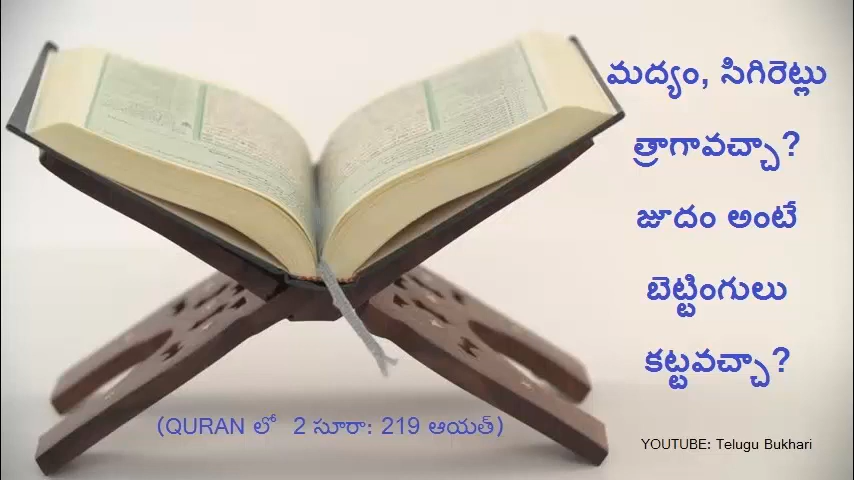 మద్యం, సిగిరెట్లు
త్రాగావచ్చా?
జూదం అంటే
బెట్టింగులు
కట్టవచ్చా?
(QURAN లో 2 సూరా: 219 ఆయత్)
YOUTUBE: Telugu Bukhari